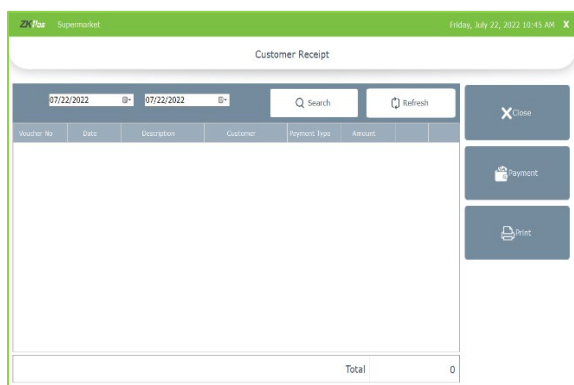 ZKPos Supermarket Friday, July 22, 2022 10:45 AM X
Customer Receipt
07/22/2022 07/22/2022 Search Refresh
Close
Voucher No Date Description Customer Payment Type Amount
Payment
Print
Total 0